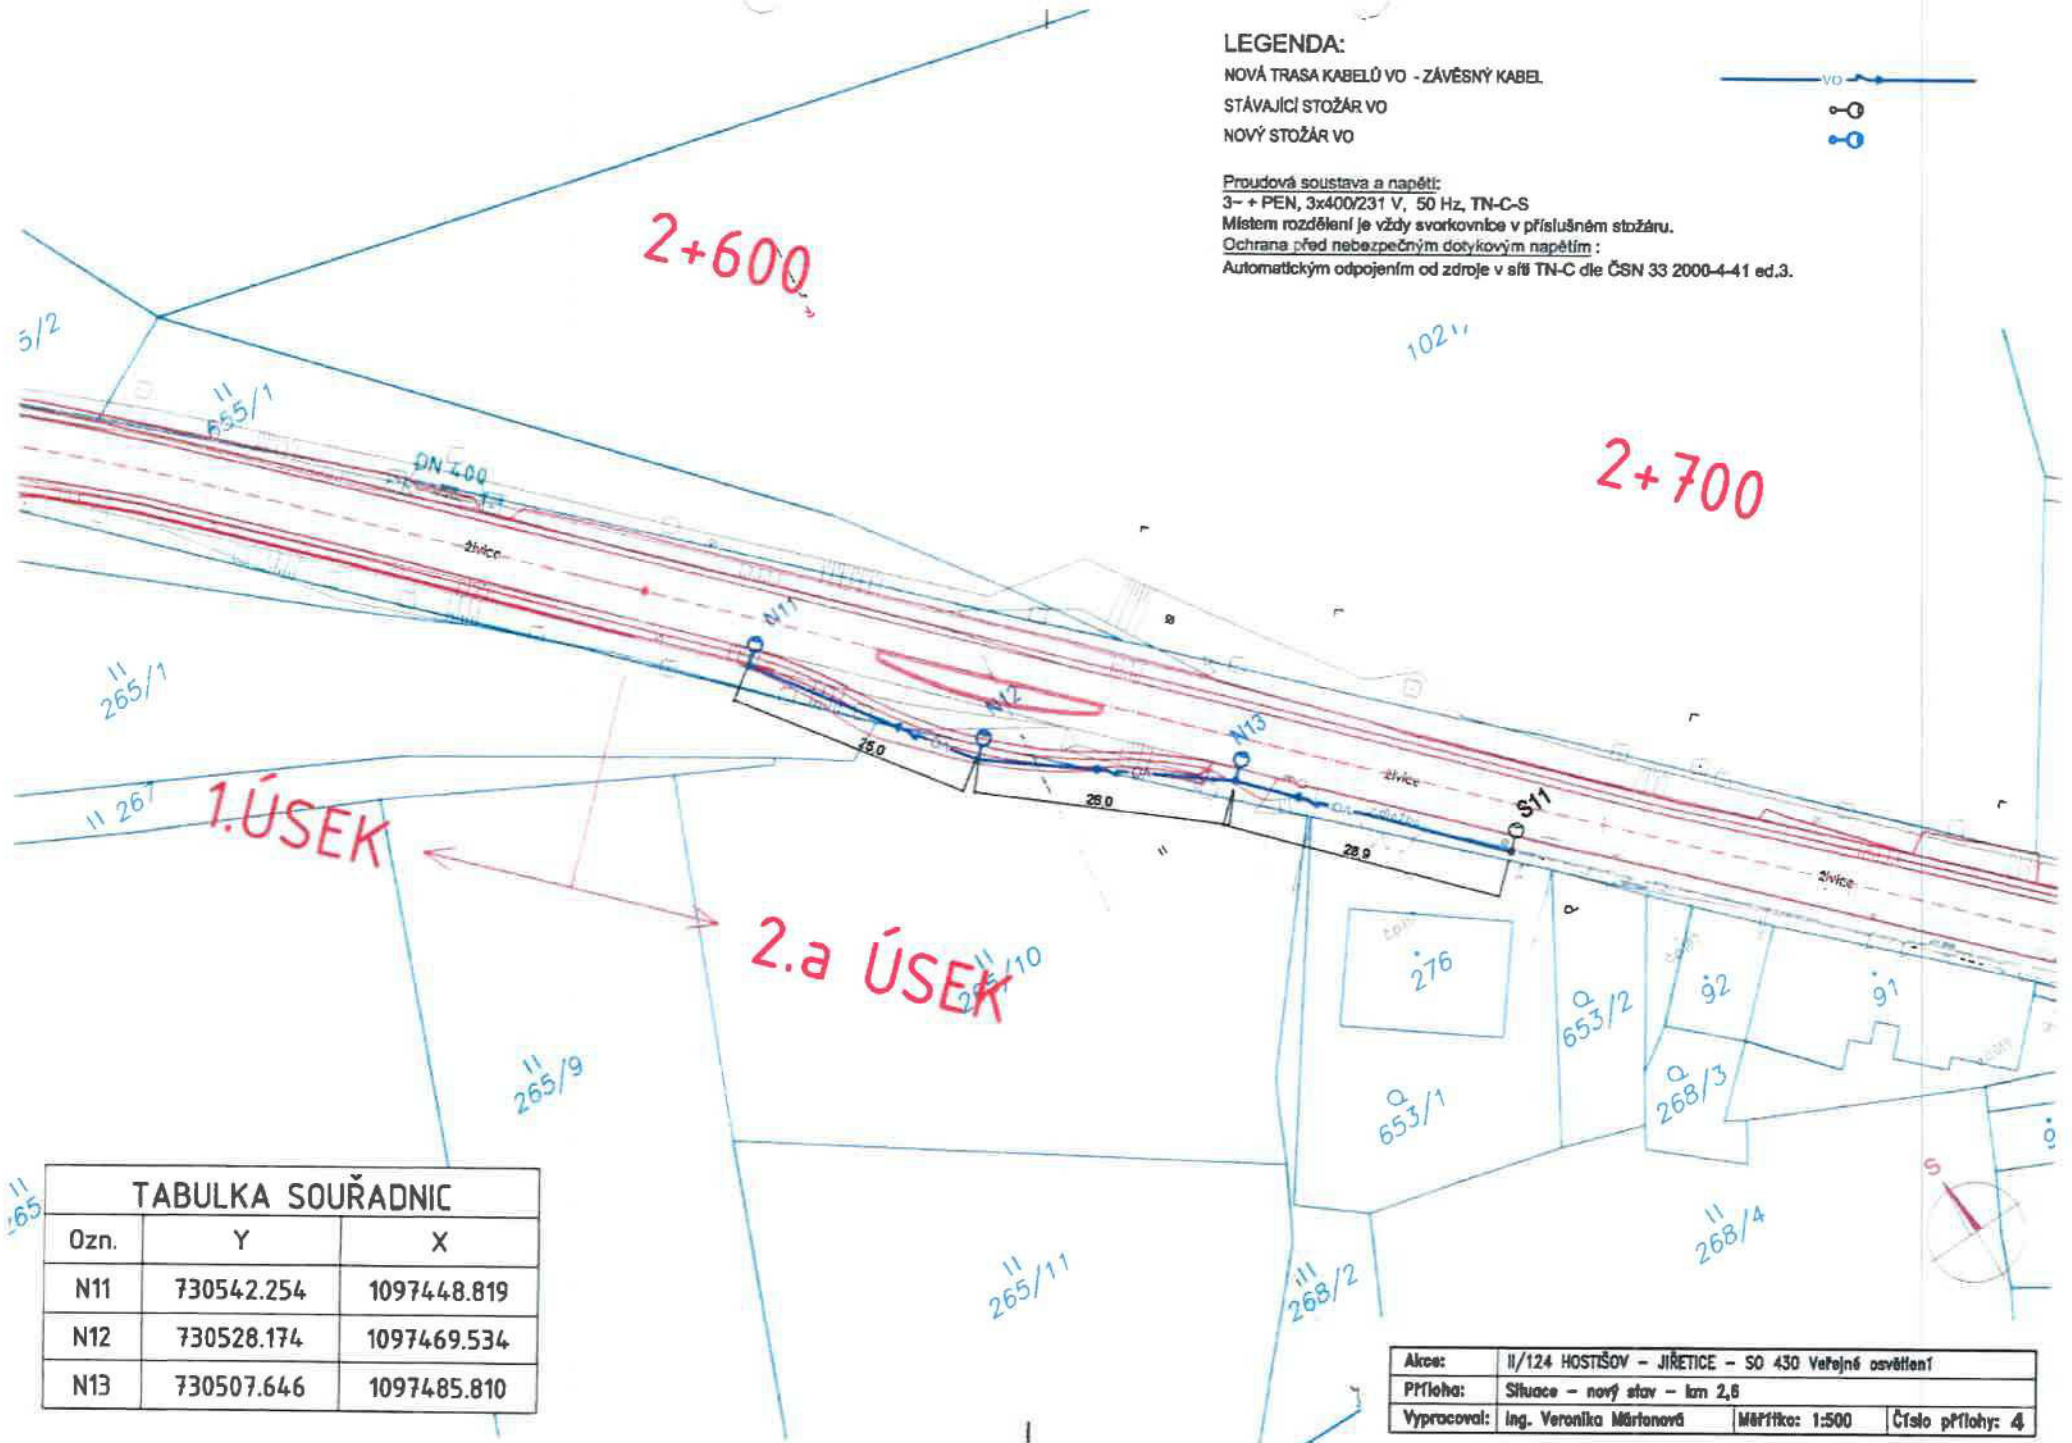 LEGENDA:
NOVÁ TRASA KABELŮ VO - ZÁVĚSNÝ KABEL
VO
STÁVAJÍCÍ STOŽÁR VO
NOVÝ STOŽÁR VO
Proudová soustava a napětí:
3~ + PEN, 3x400/231 V, 50 Hz, TN-C-S
Místem rozdělení je vždy svorkovnice v příslušném stožáru.
Ochrana před nebezpečným dotykovým napětím :
Automatickým odpojením od zdroje v síti TN-C dle ČSN 33 2000-4-41 ed.3.
2+600
5/2
655/1
2+700
DN 400
živice
N11
265/1
N12
N13
25.0
26.0
živice
S11
28.9
živice
II 267
1.ÚSEK
2.a ÚSEK
276
92
91
653/2
265/9
653/1
268/3
TABULKA SOUŘADNIC
Ozn. Y X
N11 730542.254 1097448.819
N12 730528.174 1097469.534
N13 730507.646 1097485.810
S
268/4
265/11
268/2
Akce: II/124 HOSTIŠOV - JIŘETICE - SO 430 Veřejné osvětlení
Příloha: Situace - nový stav - km 2,6
Vypracoval: Ing. Veronika Mártonová Měřítko: 1:500 Číslo přílohy: 4